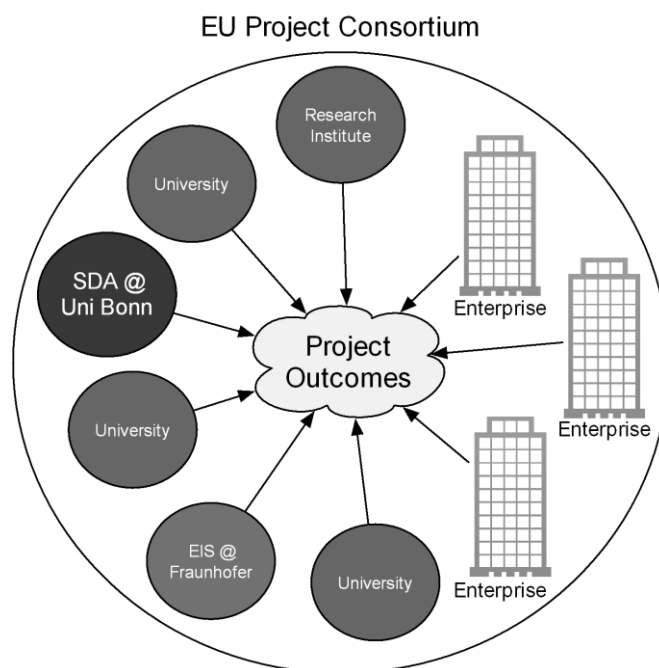 EU Project Consortium
Research
Institute
University
SDA @
Uni Bonn
Enterprise
Project
Outcomes
Enterprise
University
EIS @
Fraunhofer
University
Enterprise